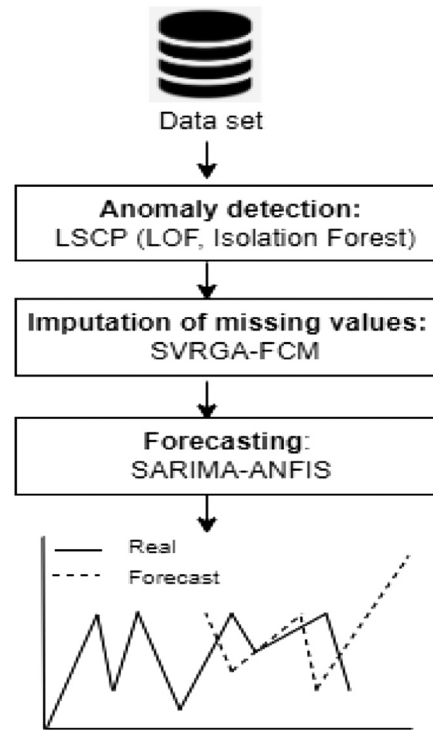 Data set
Anomaly detection:
LSCP (LOF, Isolation Forest)
Imputation of missing values:
SVRGA-FCM
Forecasting:
SARIMA-ANFIS
Real
Forecast